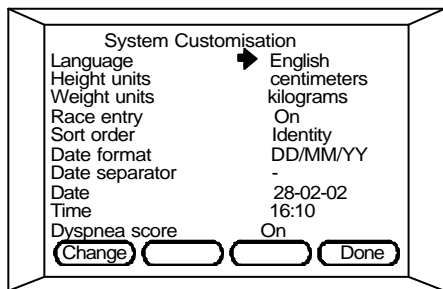 System Customisation
Language English
Height units centimeters
Weight units kilograms
Race entry On
Sort order Identity
Date format DD/MM/YY
Date separator -
Date 28-02-02
Time 16:10
Dyspnea score On
Change Done